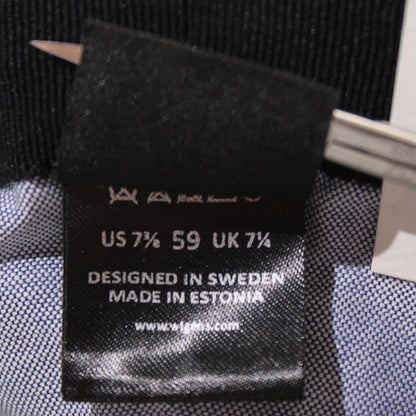 US 7⅜ 59 UK 7¼
DESIGNED IN SWEDEN
MADE IN ESTONIA
www.wigens.com